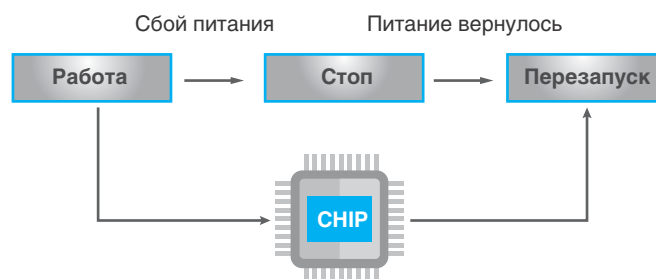 Сбой питания
Питание вернулось
Работа
Стоп
Перезапуск
CHIP